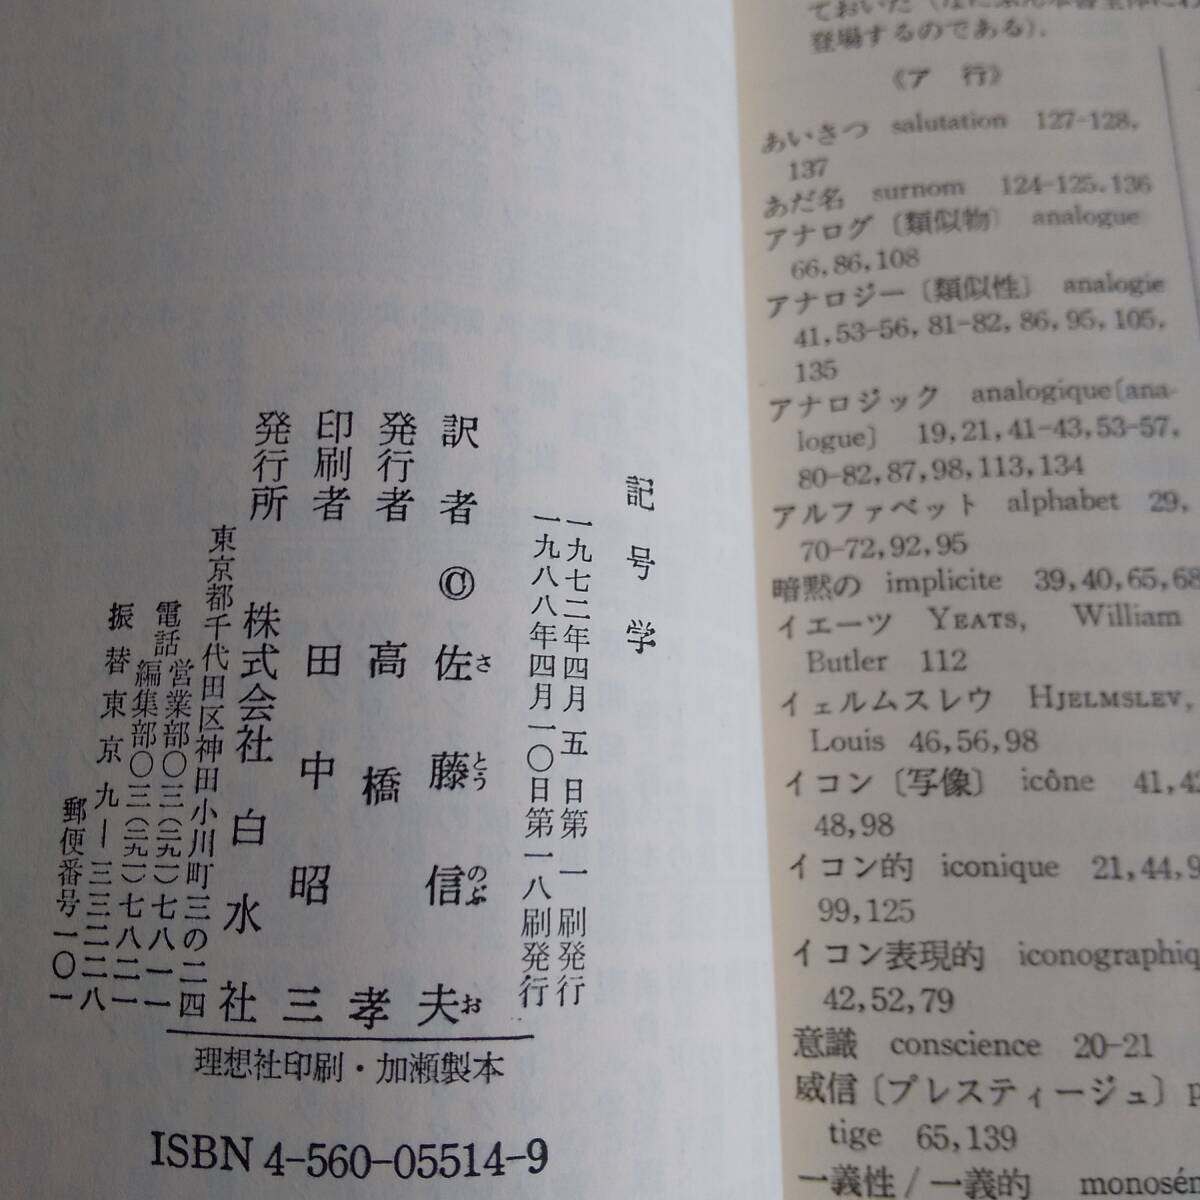 記号学
一九七二年四月 五 日第 一 刷発行
一九八八年四月一〇日第一八刷発行
訳 者 © 佐藤信夫
さとうのぶお
発行者 高橋孝
印刷者 田中昭三
発行所 株式会社 白水社
東京都千代田区神田小川町三の二四
電話 営業部〇三(二九一)七八一一
編集部〇三(二九一)七八二一
振替東京九―三三二二八
郵便番号一〇一
理想社印刷・加瀬製本
ISBN 4-560-05514-9
登場するのである).
《ア 行》
あいさつ salutation 127-128,
137
あだ名 surnom 124-125, 136
アナログ〔類似物〕 analogue
66, 86, 108
アナロジー〔類似性〕 analogie
41, 53-56, 81-82, 86, 95, 105,
135
アナロジック analogique〔ana-
logue〕 19, 21, 41-43, 53-57,
80-82, 87, 98, 113, 134
アルファベット alphabet 29,
70-72, 92, 95
暗黙の implicite 39, 40, 65, 68
イエーツ YEATS, William
Butler 112
イェルムスレウ HJELMSLEV,
Louis 46, 56, 98
イコン〔写像〕 icône 41,
48, 98
イコン的 iconique 21, 44,
99, 125
イコン表現的 iconographiq
42, 52, 79
意識 conscience 20-21
威信〔プレスティージュ〕
tige 65, 139
一義性/一義的 monosém